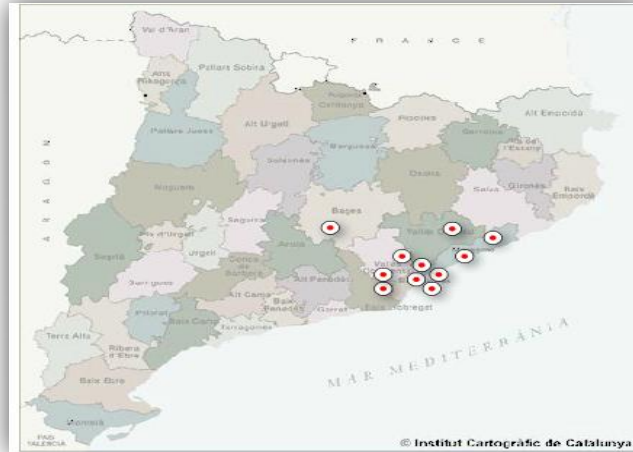 Val d'Aran
FRANCE
Pallars Sobirà
Alta Ribagorça
Alt Urgell
Cerdanya
Ripollès
Alt Empordà
Garrotxa
Pallars Jussà
Solsonès
Berguedà
Osona
Pla de l'Estany
Gironès
Baix Empordà
Selva
Noguera
Bages
Segarra
Pla d'Urgell
Urgell
Anoia
Segrià
Vallès
Conca de Barberà
Garrigues
Alt Camp
Alt Penedès
Baix Penedès
Garraf
Baix Llobregat
Priorat
Baix Camp
Tarragonès
Terra Alta
Ribera d'Ebre
Baix Ebre
Montsià
MAR MEDITERRÀNIA
PAÍS VALENCIÀ
© Institut Cartogràfic de Catalunya